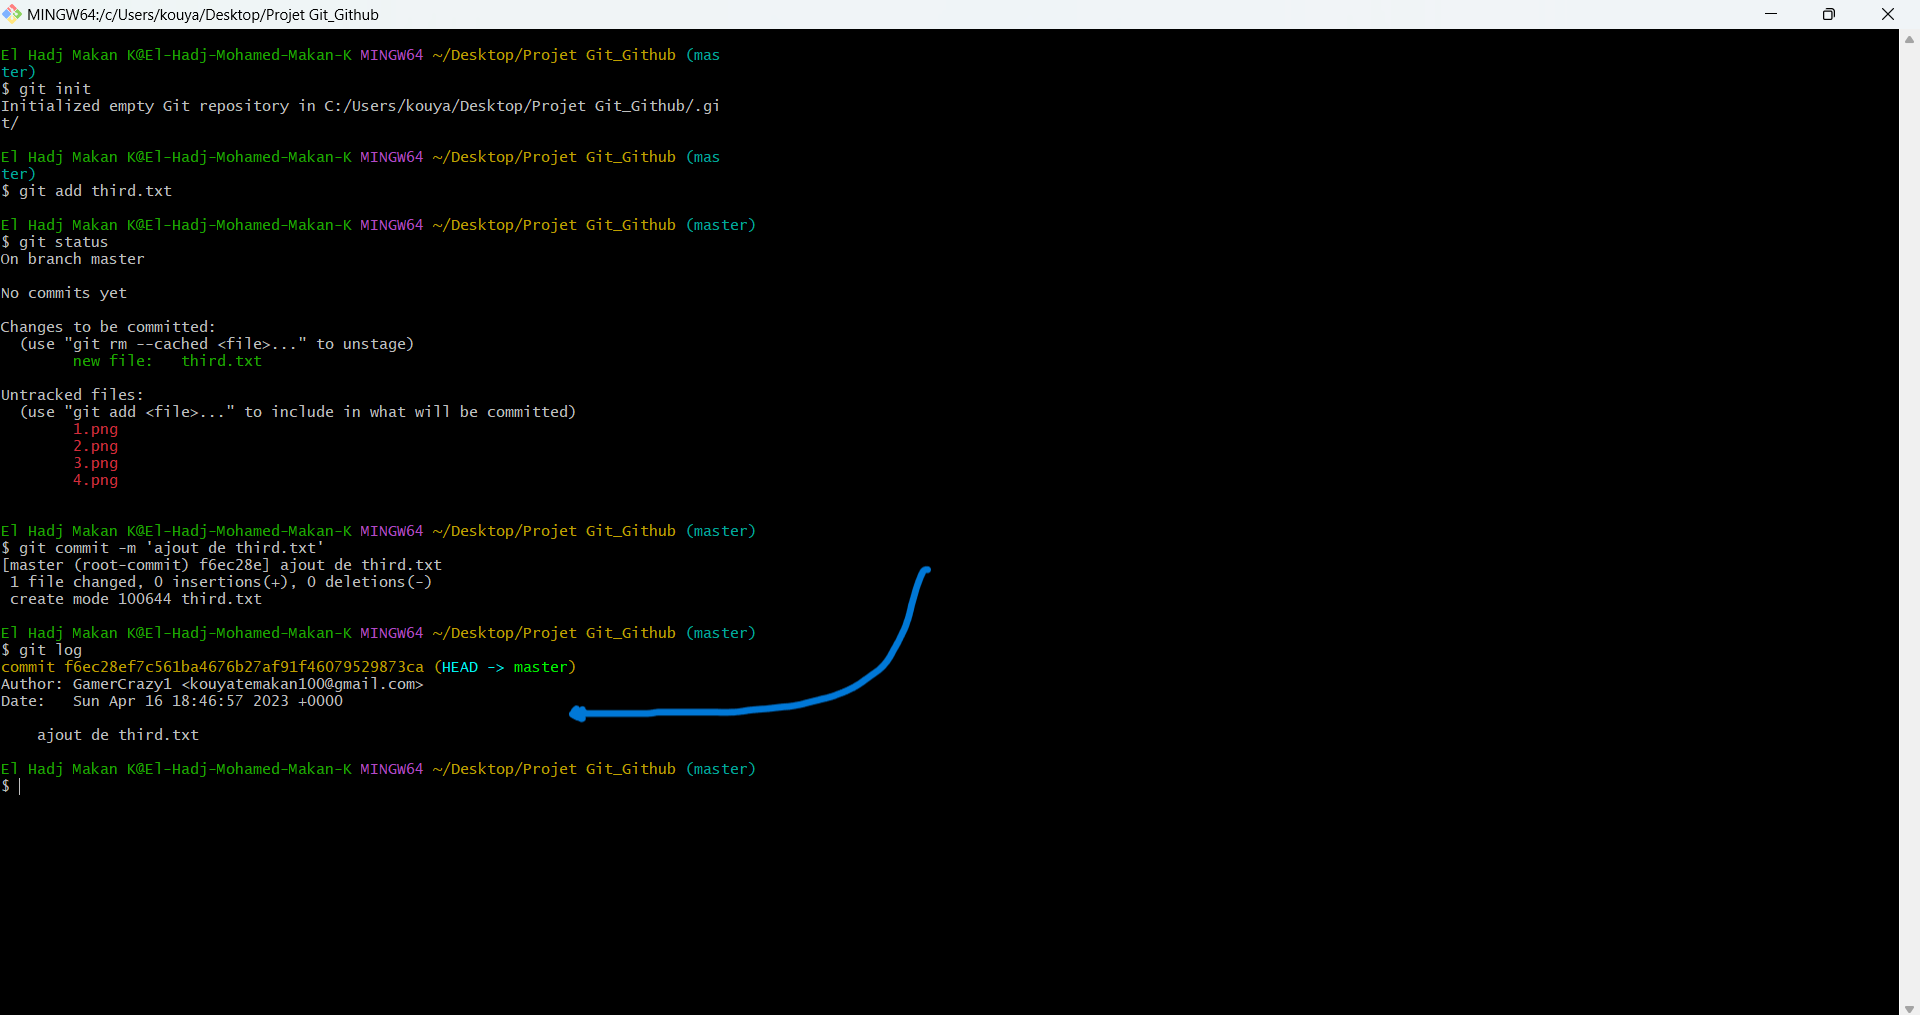 MINGW64:/c/Users/kouya/Desktop/Projet Git_Github
El Hadj Makan K@El-Hadj-Mohamed-Makan-K MINGW64 ~/Desktop/Projet Git_Github (mas
ter)
$ git init
Initialized empty Git repository in C:/Users/kouya/Desktop/Projet Git_Github/.gi
t/
El Hadj Makan K@El-Hadj-Mohamed-Makan-K MINGW64 ~/Desktop/Projet Git_Github (mas
ter)
$ git add third.txt
El Hadj Makan K@El-Hadj-Mohamed-Makan-K MINGW64 ~/Desktop/Projet Git_Github (master)
$ git status
On branch master
No commits yet
Changes to be committed:
  (use "git rm --cached <file>..." to unstage)
        new file:   third.txt
Untracked files:
  (use "git add <file>..." to include in what will be committed)
        1.png
        2.png
        3.png
        4.png
El Hadj Makan K@El-Hadj-Mohamed-Makan-K MINGW64 ~/Desktop/Projet Git_Github (master)
$ git commit -m 'ajout de third.txt'
[master (root-commit) f6ec28e] ajout de third.txt
 1 file changed, 0 insertions(+), 0 deletions(-)
 create mode 100644 third.txt
El Hadj Makan K@El-Hadj-Mohamed-Makan-K MINGW64 ~/Desktop/Projet Git_Github (master)
$ git log
commit f6ec28ef7c561ba4676b27af91f46079529873ca (HEAD -> master)
Author: GamerCrazy1 <kouyatemakan100@gmail.com>
Date:   Sun Apr 16 18:46:57 2023 +0000
    ajout de third.txt
El Hadj Makan K@El-Hadj-Mohamed-Makan-K MINGW64 ~/Desktop/Projet Git_Github (master)
$